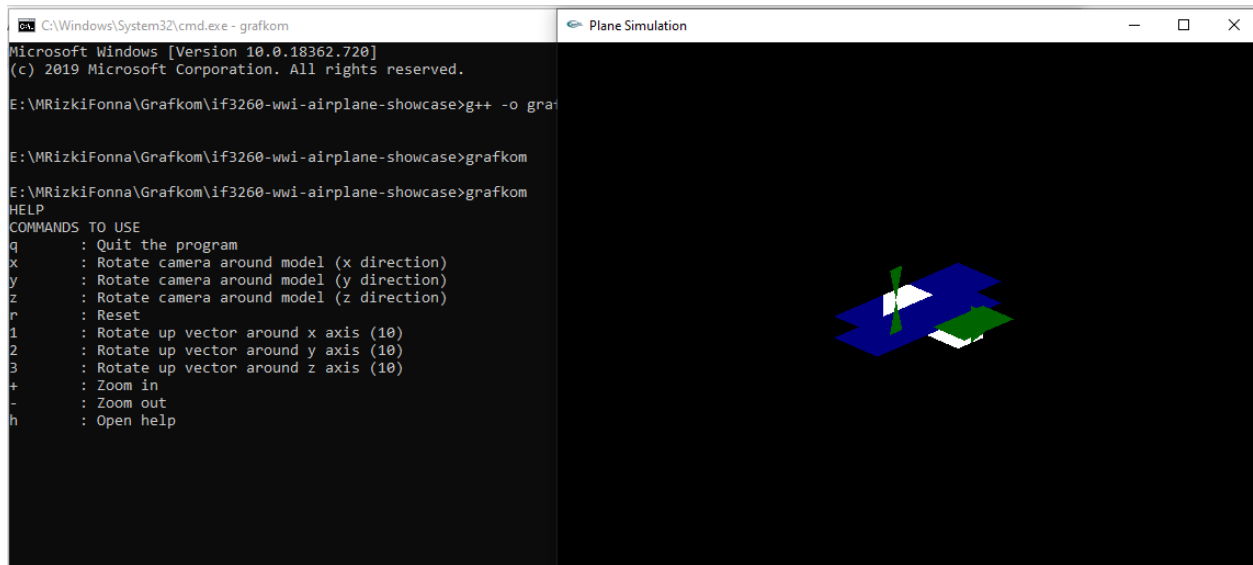 C:\Windows\System32\cmd.exe - grafkom
Microsoft Windows [Version 10.0.18362.720]
(c) 2019 Microsoft Corporation. All rights reserved.
E:\MRizkiFonna\Grafkom\if3260-wwi-airplane-showcase>g++ -o graf
E:\MRizkiFonna\Grafkom\if3260-wwi-airplane-showcase>grafkom
E:\MRizkiFonna\Grafkom\if3260-wwi-airplane-showcase>grafkom
HELP
COMMANDS TO USE
q : Quit the program
x : Rotate camera around model (x direction)
y : Rotate camera around model (y direction)
z : Rotate camera around model (z direction)
r : Reset
1 : Rotate up vector around x axis (10)
2 : Rotate up vector around y axis (10)
3 : Rotate up vector around z axis (10)
+ : Zoom in
- : Zoom out
h : Open help
Plane Simulation